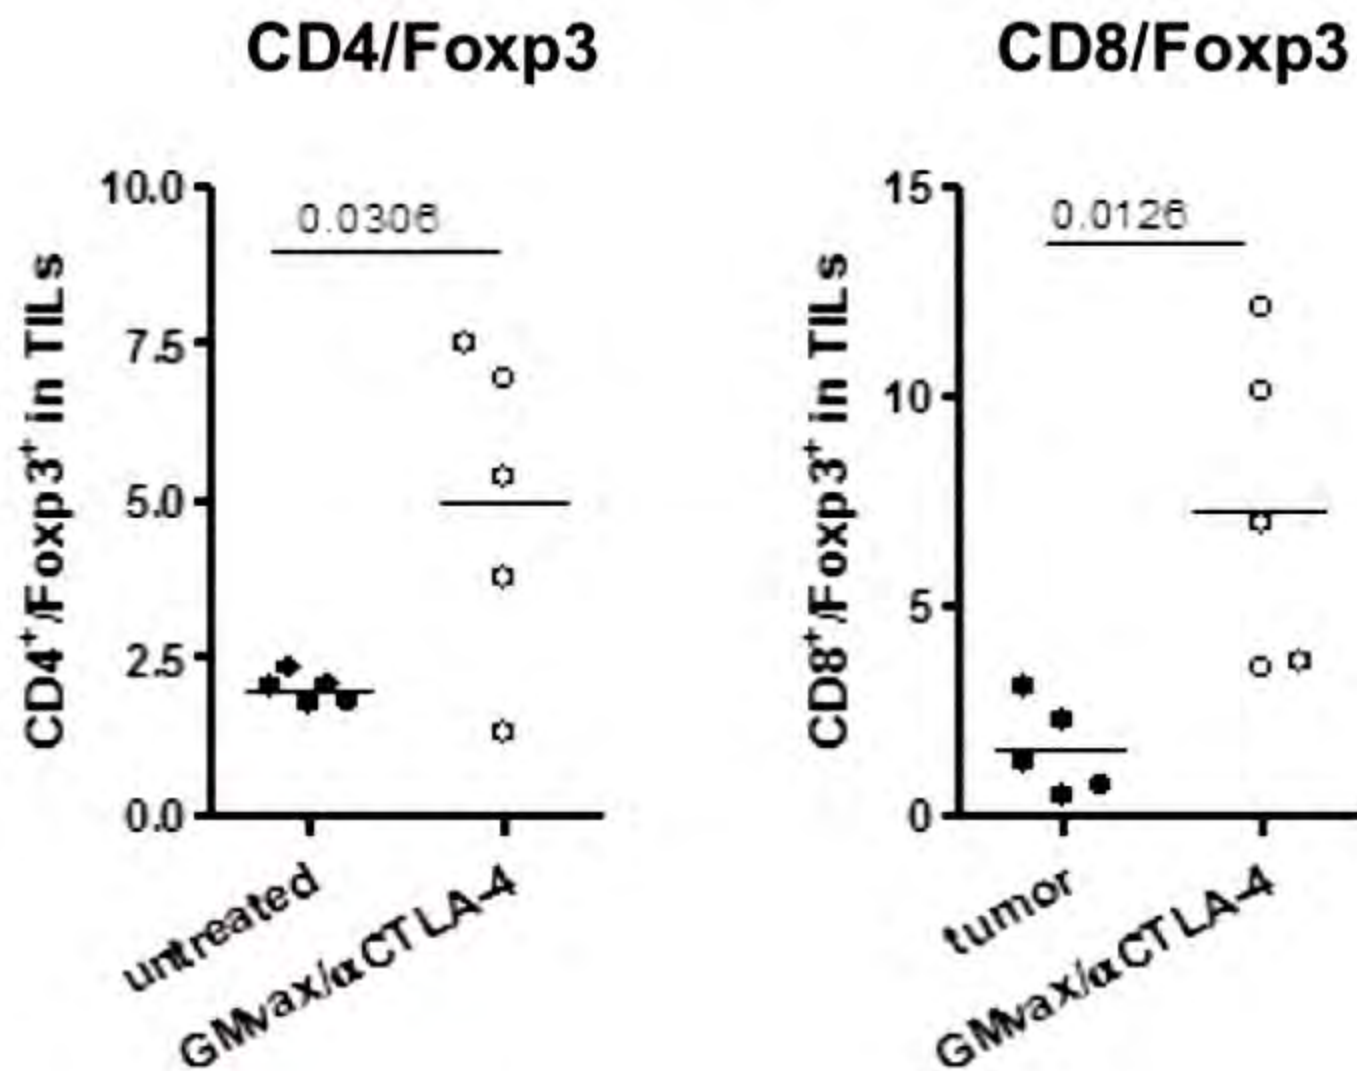 CD4/Foxp3
CD4⁺/Foxp3⁺ in TILs
10.0
7.5
5.0
2.5
0.0
0.0306
untreated
GMvax/αCTLA-4
CD8/Foxp3
CD8⁺/Foxp3⁺ in TILs
15
10
5
0
0.0126
tumor
GMvax/αCTLA-4